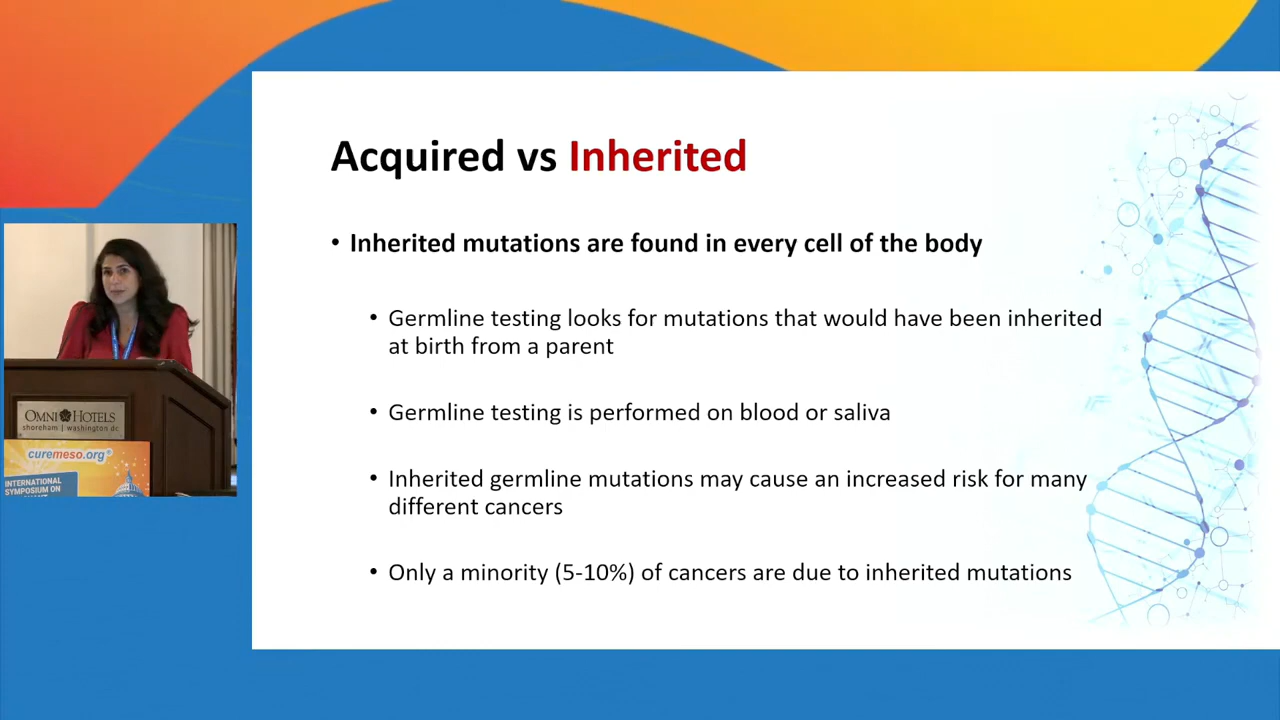 Acquired vs Inherited
• Inherited mutations are found in every cell of the body
• Germline testing looks for mutations that would have been inherited
at birth from a parent
• Germline testing is performed on blood or saliva
• Inherited germline mutations may cause an increased risk for many
different cancers
• Only a minority (5-10%) of cancers are due to inherited mutations
OMNI HOTELS
shoreham | washington dc
curemeso.org®
INTERNATIONAL
SYMPOSIUM ON